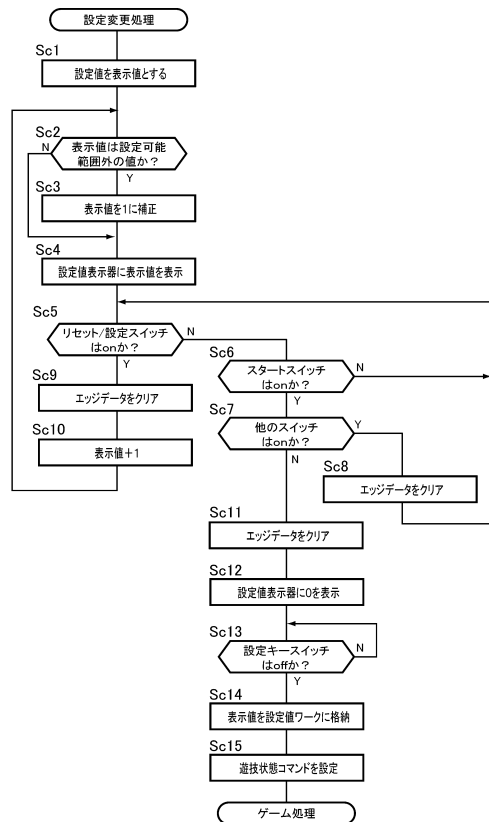 設定変更処理
Sc1
設定値を表示値とする
Sc2
表示値は設定可能
範囲外の値か？
N
Y
Sc3
表示値を1に補正
Sc4
設定値表示器に表示値を表示
Sc5
リセット/設定スイッチ
はonか？
N
Y
Sc6
スタートスイッチ
はonか？
N
Y
Sc9
エッジデータをクリア
Sc7
他のスイッチ
はonか？
Y
N
Sc10
表示値＋1
Sc8
エッジデータをクリア
Sc11
エッジデータをクリア
Sc12
設定値表示器に0を表示
Sc13
設定キースイッチ
はoffか？
N
Y
Sc14
表示値を設定値ワークに格納
Sc15
遊技状態コマンドを設定
ゲーム処理